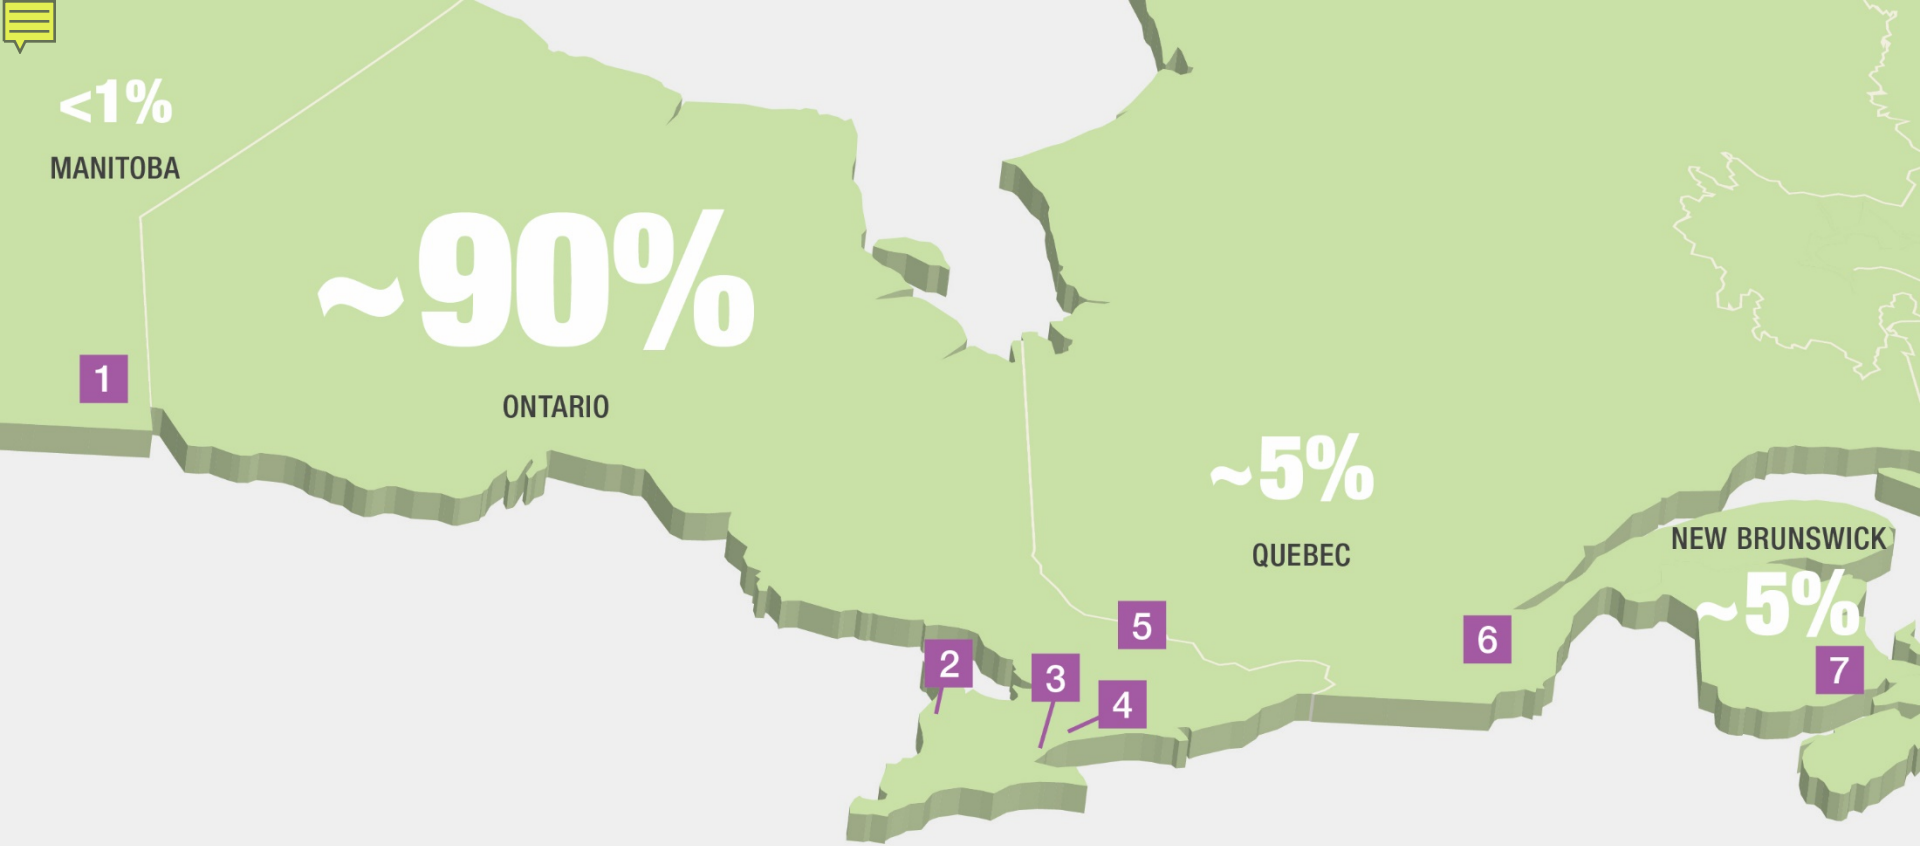 <1%
MANITOBA
~90%
ONTARIO
1
~5%
QUEBEC
NEW BRUNSWICK
~5%
2
3
4
5
6
7